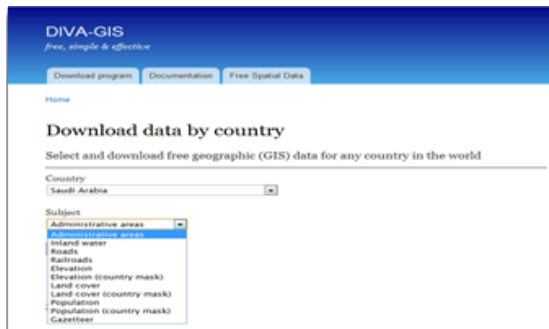 DIVA-GIS
free, simple & effective
Download program Documentation Free Spatial Data
Home
Download data by country
Select and download free geographic (GIS) data for any country in the world
Country
Saudi Arabia
Subject
Administrative areas
Administrative areas
Inland water
Roads
Railroads
Elevation
Elevation (country mask)
Land cover
Land cover (country mask)
Population
Population (country mask)
Gazetteer